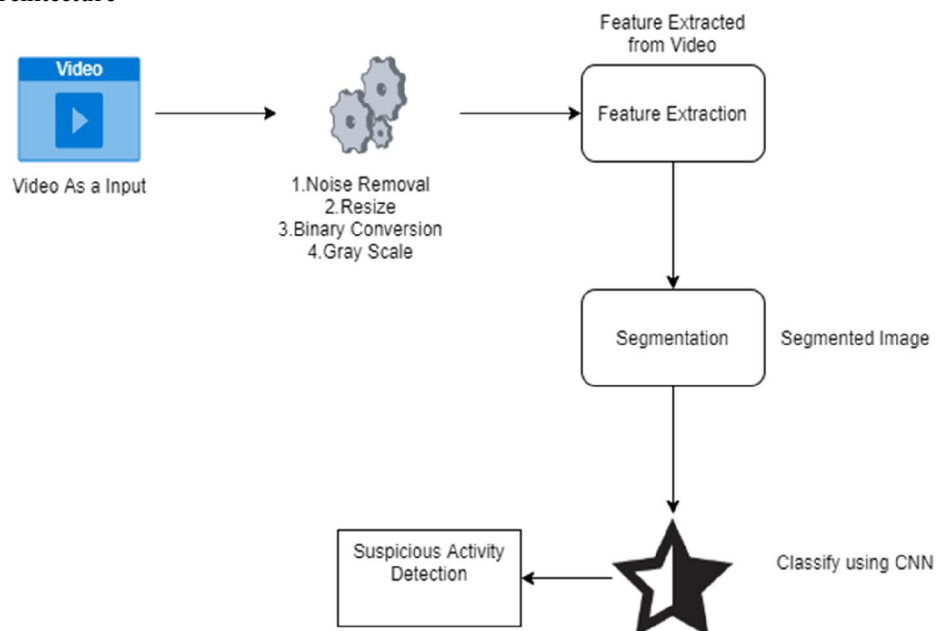 Video
Video As a Input
1.Noise Removal
2.Resize
3.Binary Conversion
4.Gray Scale
Feature Extracted
from Video
Feature Extraction
Segmentation
Segmented Image
Classify using CNN
Suspicious Activity
Detection